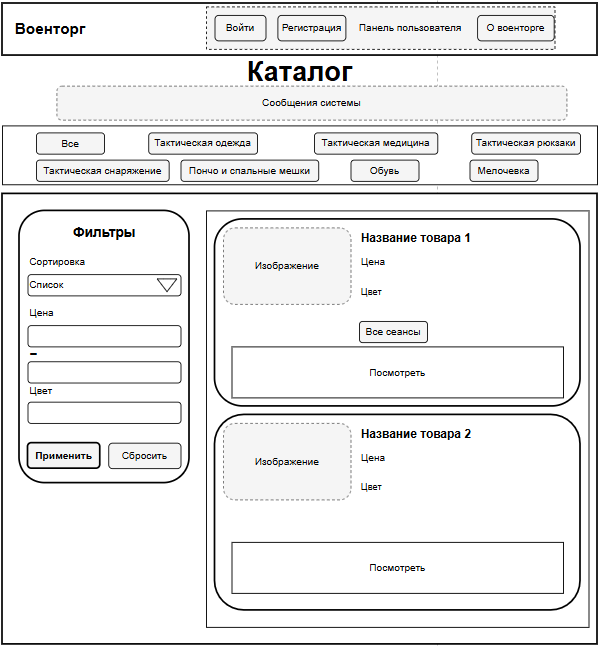 Военторг
Войти
Регистрация
Панель пользователя
О военторге
Каталог
Сообщения системы
Все
Тактическая одежда
Тактическая медицина
Тактическая рюкзаки
Тактическая снаряжение
Пончо и спальные мешки
Обувь
Мелочевка
Фильтры
Сортировка
Список
Цена
–
Цвет
Применить
Сбросить
Изображение
Название товара 1
Цена
Цвет
Все сеансы
Посмотреть
Изображение
Название товара 2
Цена
Цвет
Посмотреть